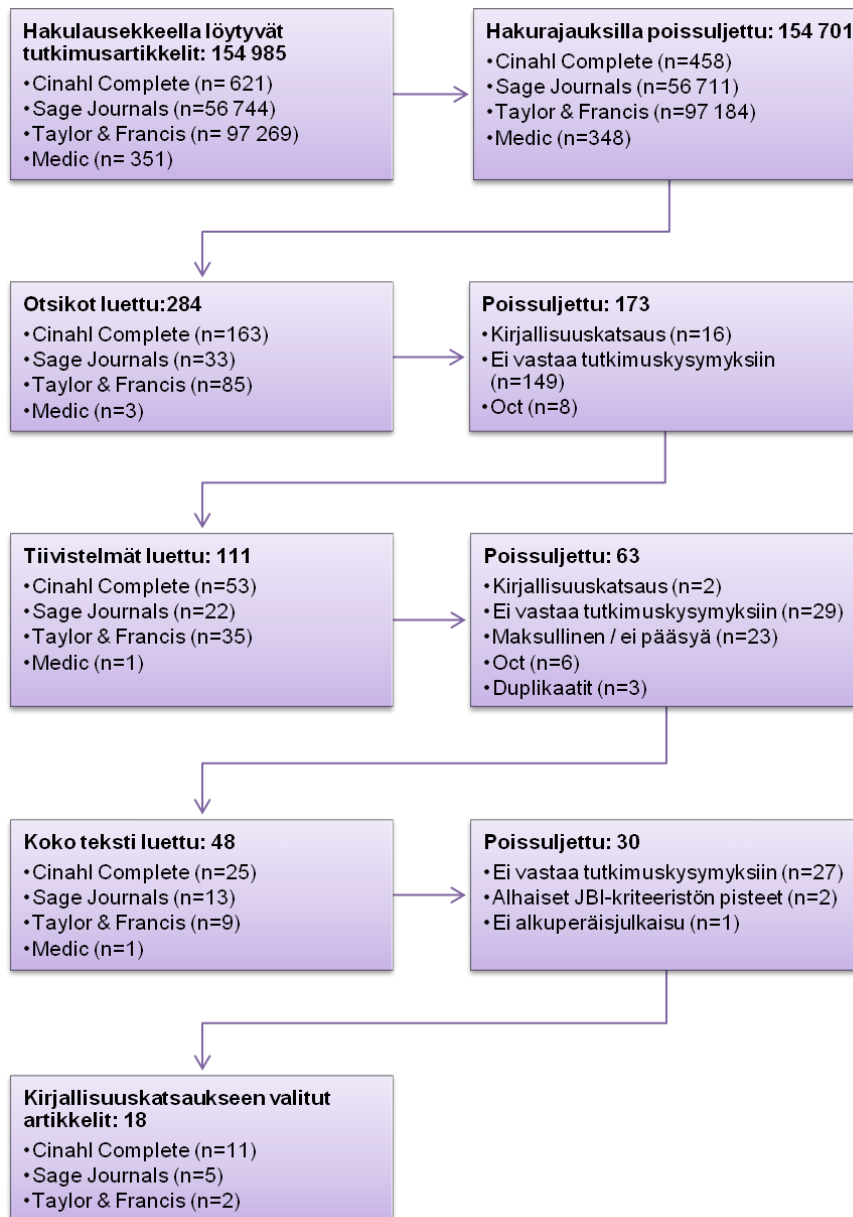 Hakulausekkeella löytyvät
tutkimusartikkelit: 154 985
•Cinahl Complete (n= 621)
•Sage Journals (n=56 744)
•Taylor & Francis (n= 97 269)
•Medic (n= 351)
Hakurajauksilla poissuljettu: 154 701
•Cinahl Complete (n=458)
•Sage Journals (n=56 711)
•Taylor & Francis (n=97 184)
•Medic (n=348)
Otsikot luettu:284
•Cinahl Complete (n=163)
•Sage Journals (n=33)
•Taylor & Francis (n=85)
•Medic (n=3)
Poissuljettu: 173
•Kirjallisuuskatsaus (n=16)
•Ei vastaa tutkimuskysymyksiin
(n=149)
•Oct (n=8)
Tiivistelmät luettu: 111
•Cinahl Complete (n=53)
•Sage Journals (n=22)
•Taylor & Francis (n=35)
•Medic (n=1)
Poissuljettu: 63
•Kirjallisuuskatsaus (n=2)
•Ei vastaa tutkimuskysymyksiin (n=29)
•Maksullinen / ei pääsyä (n=23)
•Oct (n=6)
•Duplikaatit (n=3)
Koko teksti luettu: 48
•Cinahl Complete (n=25)
•Sage Journals (n=13)
•Taylor & Francis (n=9)
•Medic (n=1)
Poissuljettu: 30
•Ei vastaa tutkimuskysymyksiin (n=27)
•Alhaiset JBI-kriteeristön pisteet (n=2)
•Ei alkuperäisjulkaisu (n=1)
Kirjallisuuskatsaukseen valitut
artikkelit: 18
•Cinahl Complete (n=11)
•Sage Journals (n=5)
•Taylor & Francis (n=2)